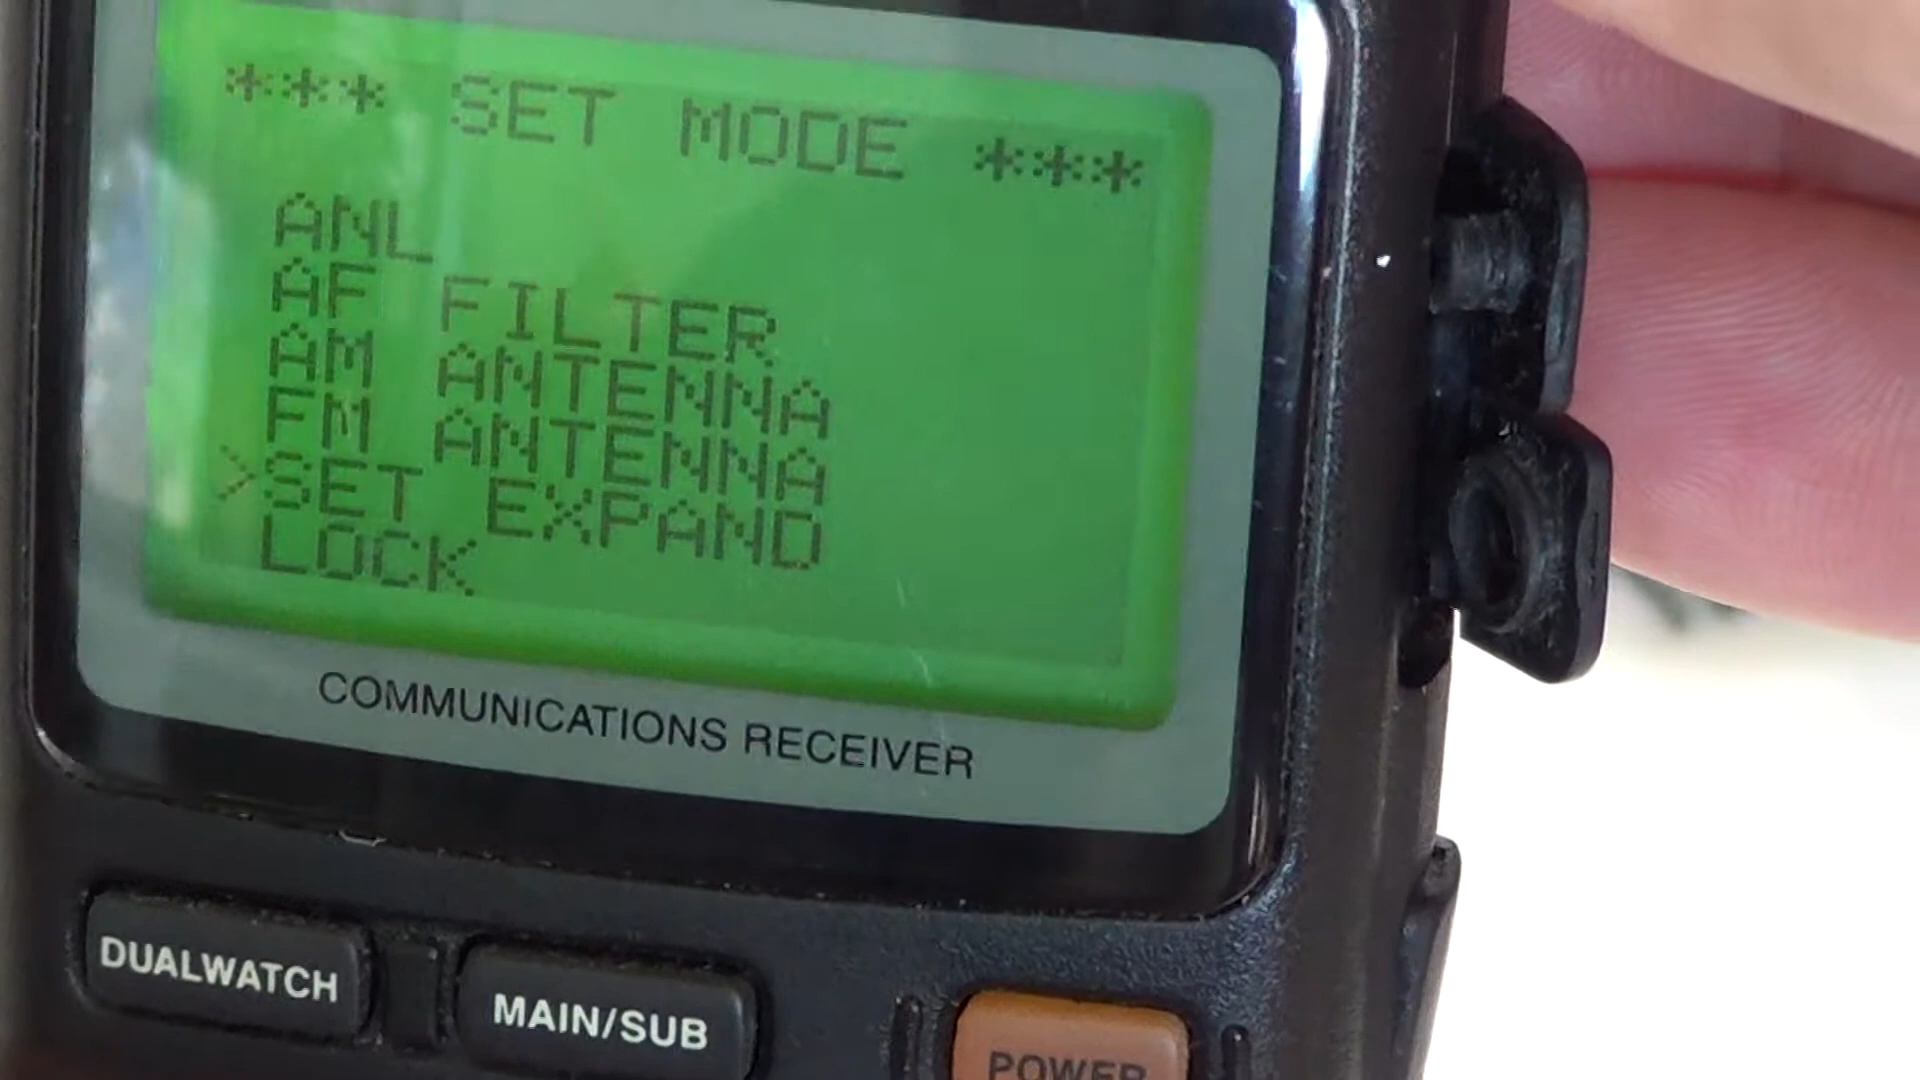 *** SET MODE ***
ANL
AF FILTER
AM ANTENNA
FM ANTENNA
>SET EXPAND
LOCK
COMMUNICATIONS RECEIVER
DUALWATCH
MAIN/SUB
POWER